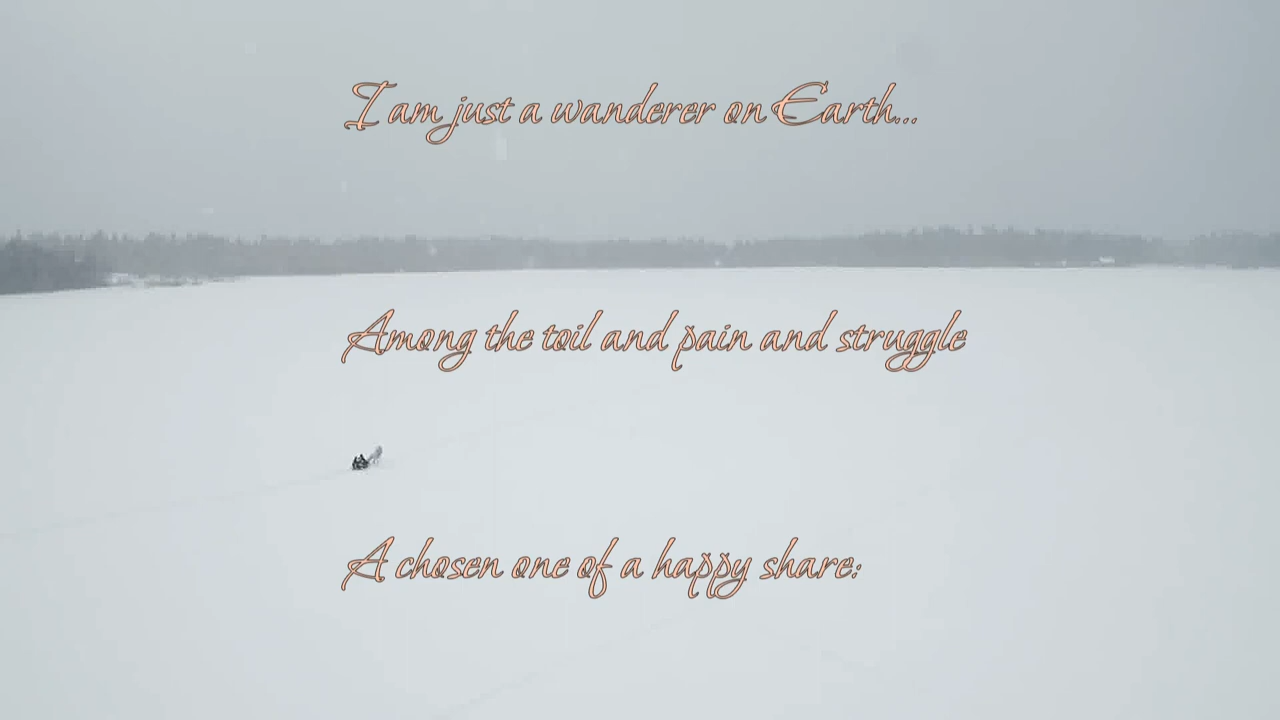 I am just a wanderer on Earth...
Among the toil and pain and struggle
A chosen one of a happy share: